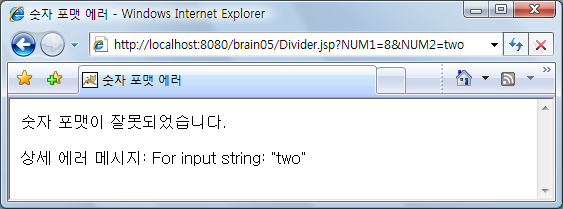 숫자 포맷 에러 - Windows Internet Explorer
http://localhost:8080/brain05/Divider.jsp?NUM1=8&NUM2=two
숫자 포맷 에러
숫자 포맷이 잘못되었습니다.
상세 에러 메시지: For input string: "two"